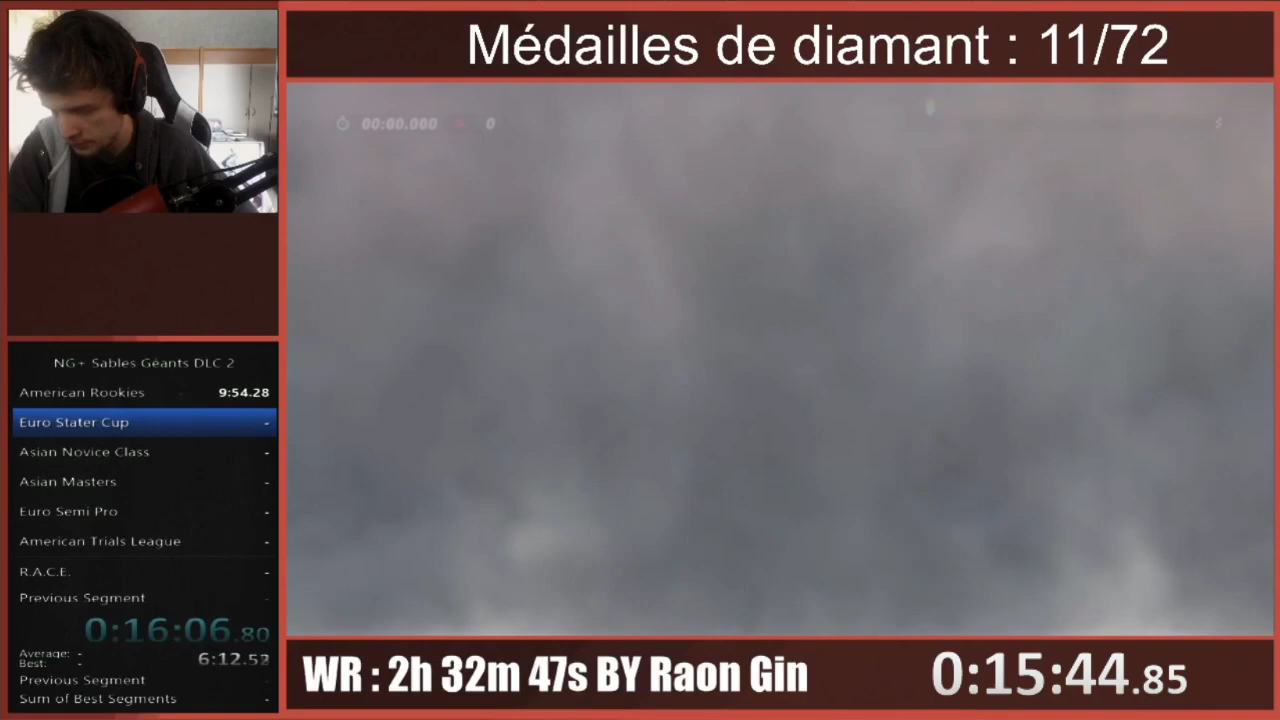 Médailles de diamant : 11/72
00:00.000 0
NG+ Sables Géants DLC 2
American Rookies 9:54.28
Euro Stater Cup -
Asian Novice Class -
Asian Masters -
Euro Semi Pro -
American Trials League -
R.A.C.E. -
Previous Segment -
0:16:06.80
Average: -
Best: -
6:12.52
Previous Segment -
Sum of Best Segments -
WR : 2h 32m 47s BY Raon Gin
0:15:44.85